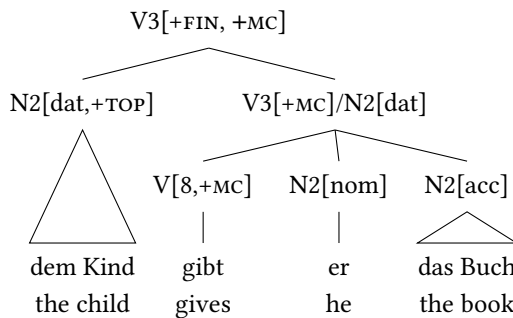 V3[+FIN, +MC]
N2[dat,+TOP] V3[+MC]/N2[dat]
V[8,+MC] N2[nom] N2[acc]
dem Kind gibt er das Buch
the child gives he the book